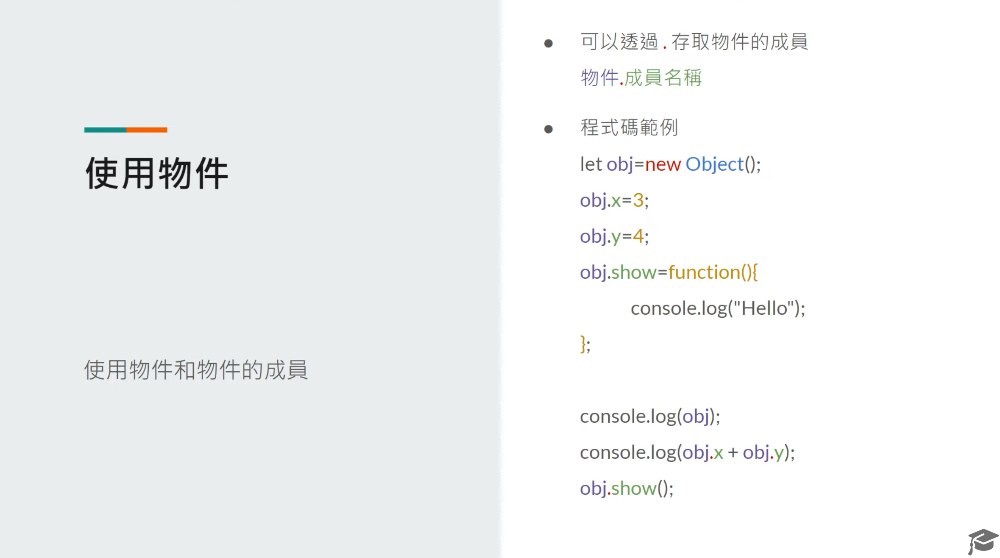 使用物件
使用物件和物件的成員
● 可以透過 . 存取物件的成員
物件.成員名稱
● 程式碼範例
let obj=new Object();
obj.x=3;
obj.y=4;
obj.show=function(){
console.log("Hello");
};
console.log(obj);
console.log(obj.x + obj.y);
obj.show();